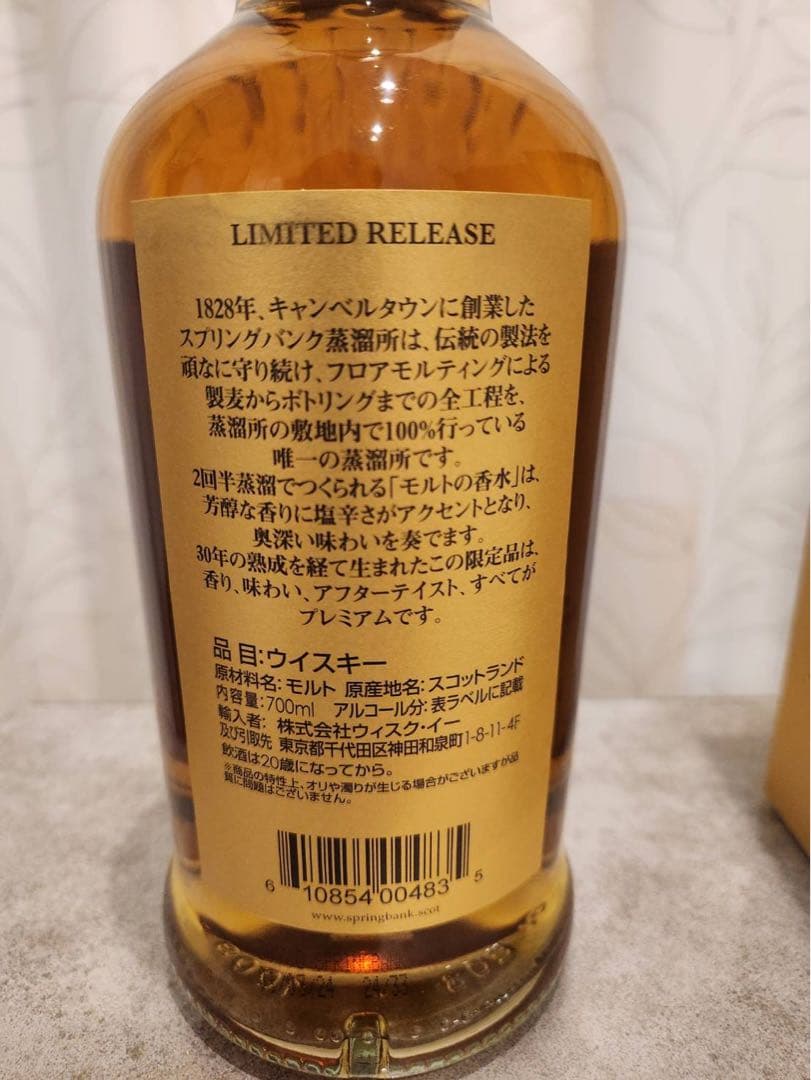 LIMITED RELEASE
1828年、キャンベルタウンに創業した
スプリングバンク蒸溜所は、伝統の製法を
頑なに守り続け、フロアモルティングによる
製麦からボトリングまでの全工程を、
蒸溜所の敷地内で100%行っている
唯一の蒸溜所です。
2回半蒸溜でつくられる「モルトの香水」は、
芳醇な香りに塩辛さがアクセントとなり、
奥深い味わいを奏でます。
30年の熟成を経て生まれたこの限定品は、
香り、味わい、アフターテイスト、すべてが
プレミアムです。
品 目:ウイスキー
原材料名:モルト 原産地名:スコットランド
内容量:700ml アルコール分:表ラベルに記載
輸入者: 株式会社ウィスク・イー
及び引取先 東京都千代田区神田和泉町1-8-11-4F
飲酒は20歳になってから。
※商品の特性上、オリや濁りが生じる場合がございますが品
質に問題はございません。
6 10854 00483 5
www.springbank.scot
24/33